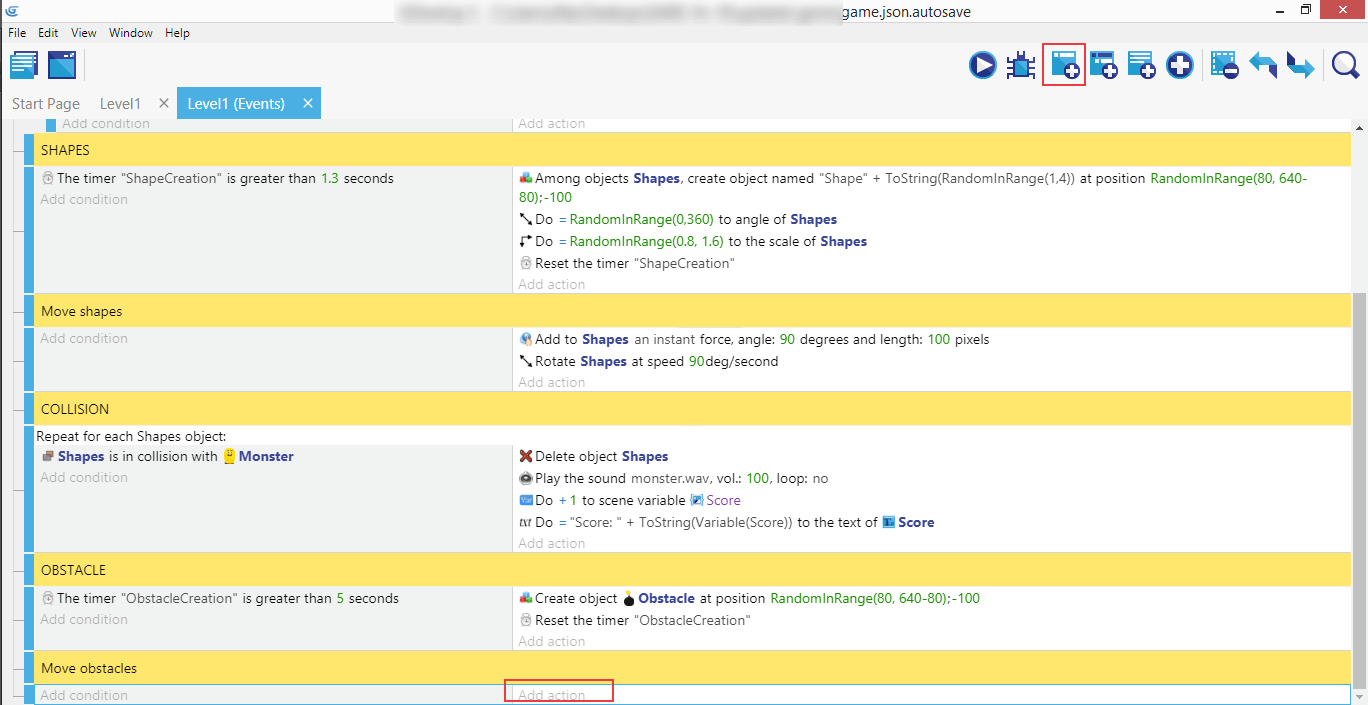 game.json.autosave
File Edit View Window Help
Start Page Level1 × Level1 (Events) ×
Add condition Add action
SHAPES
The timer "ShapeCreation" is greater than 1.3 seconds
Add condition
Among objects Shapes, create object named "Shape" + ToString(RandomInRange(1,4)) at position RandomInRange(80, 640-
80);-100
Do = RandomInRange(0,360) to angle of Shapes
Do = RandomInRange(0.8, 1.6) to the scale of Shapes
Reset the timer "ShapeCreation"
Add action
Move shapes
Add condition
Add to Shapes an instant force, angle: 90 degrees and length: 100 pixels
Rotate Shapes at speed 90deg/second
Add action
COLLISION
Repeat for each Shapes object:
Shapes is in collision with Monster
Add condition
Delete object Shapes
Play the sound monster.wav, vol.: 100, loop: no
Var Do + 1 to scene variable Score
txt Do = "Score: " + ToString(Variable(Score)) to the text of Score
Add action
OBSTACLE
The timer "ObstacleCreation" is greater than 5 seconds
Add condition
Create object Obstacle at position RandomInRange(80, 640-80);-100
Reset the timer "ObstacleCreation"
Add action
Move obstacles
Add condition Add action